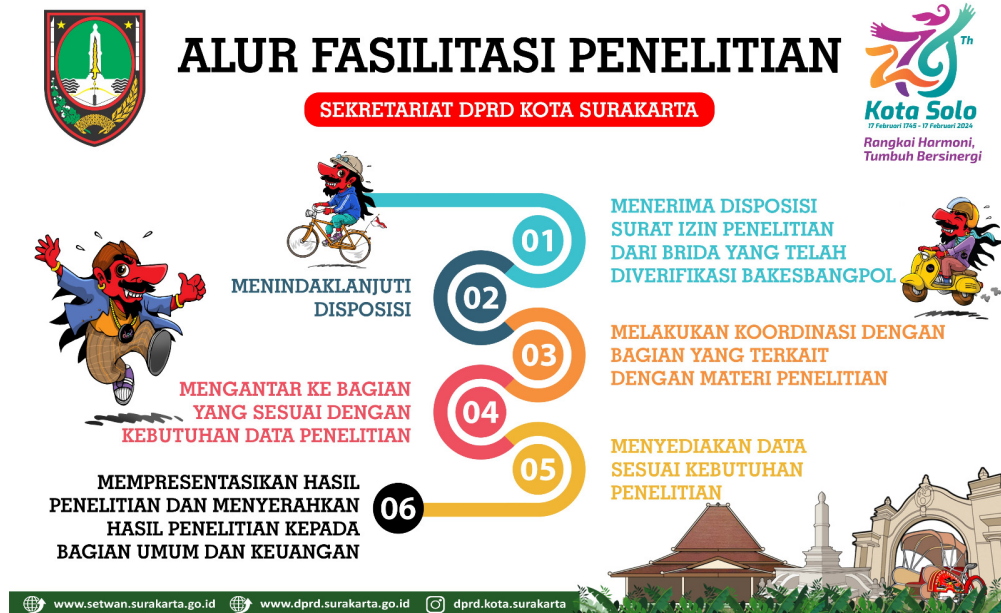 ALUR FASILITASI PENELITIAN
SEKRETARIAT DPRD KOTA SURAKARTA
279 Th
Kota Solo
17 Februari 1745 - 17 Februari 2024
Rangkai Harmoni,
Tumbuh Bersinergi
01
MENERIMA DISPOSISI
SURAT IZIN PENELITIAN
DARI BRIDA YANG TELAH
DIVERIFIKASI BAKESBANGPOL
02
MENINDAKLANJUTI
DISPOSISI
03
MELAKUKAN KOORDINASI DENGAN
BAGIAN YANG TERKAIT
DENGAN MATERI PENELITIAN
04
MENGANTAR KE BAGIAN
YANG SESUAI DENGAN
KEBUTUHAN DATA PENELITIAN
05
MENYEDIAKAN DATA
SESUAI KEBUTUHAN
PENELITIAN
06
MEMPRESENTASIKAN HASIL
PENELITIAN DAN MENYERAHKAN
HASIL PENELITIAN KEPADA
BAGIAN UMUM DAN KEUANGAN
www.setwan.surakarta.go.id
www.dprd.surakarta.go.id
dprd.kota.surakarta